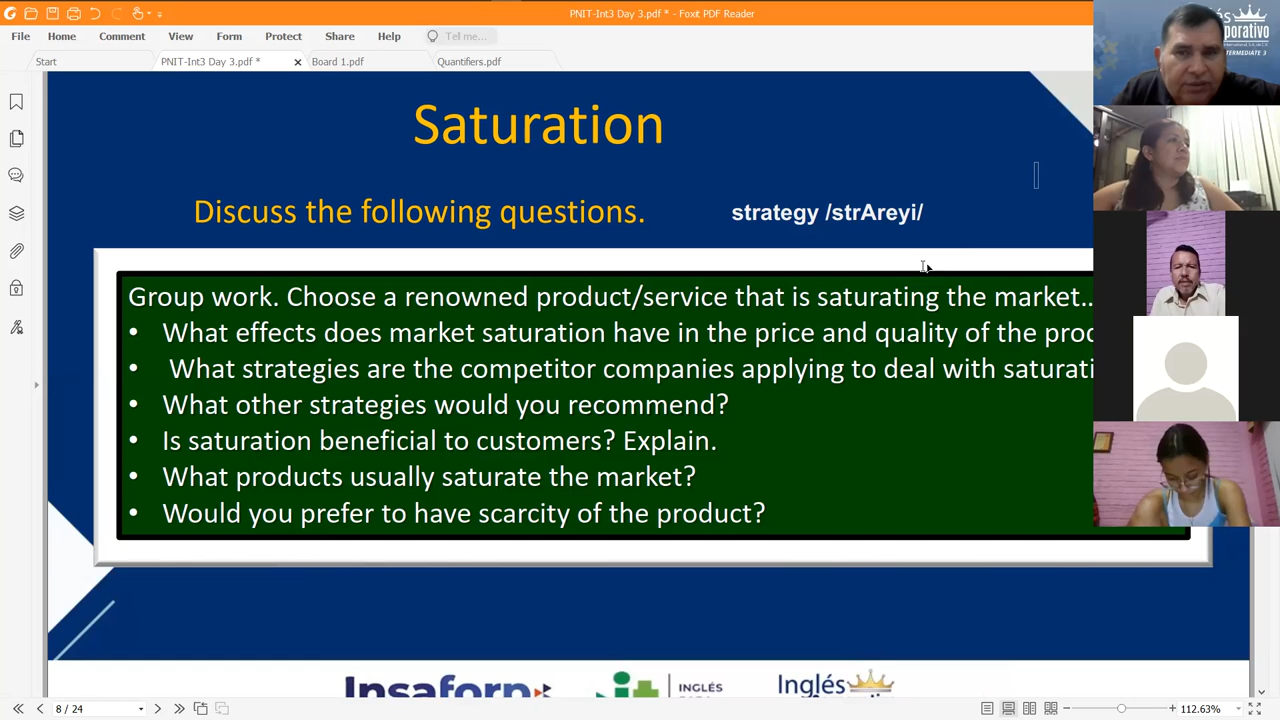 PNIT-Int3 Day 3.pdf * - Foxit PDF Reader
File Home Comment View Form Protect Share Help Tell me...
Start PNIT-Int3 Day 3.pdf * Board 1.pdf Quantifiers.pdf
Saturation
Discuss the following questions.
strategy /strAreyi/
Group work. Choose a renowned product/service that is saturating the market..
• What effects does market saturation have in the price and quality of the proc
• What strategies are the competitor companies applying to deal with saturati
• What other strategies would you recommend?
• Is saturation beneficial to customers? Explain.
• What products usually saturate the market?
• Would you prefer to have scarcity of the product?
Insaforp
INGLÉS
Inglés
8 / 24
112.63%